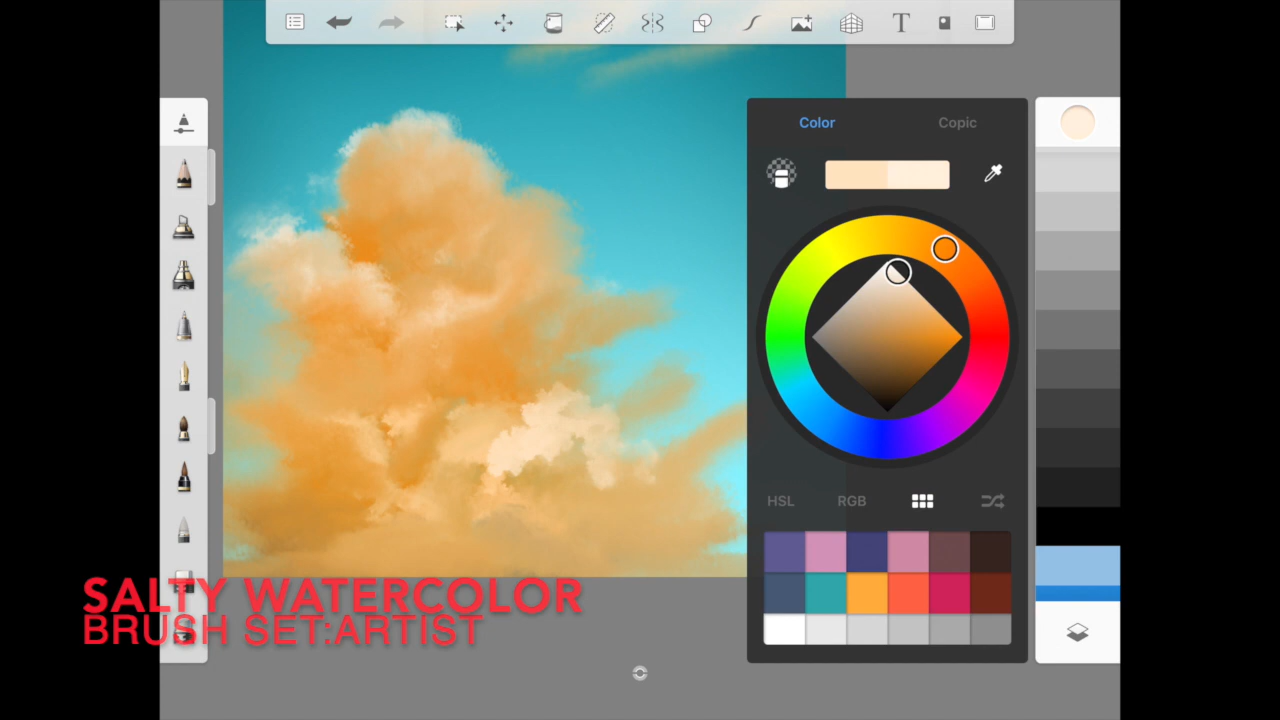 T
Color
Copic
HSL
RGB
SALTY WATERCOLOR
BRUSH SET:ARTIST